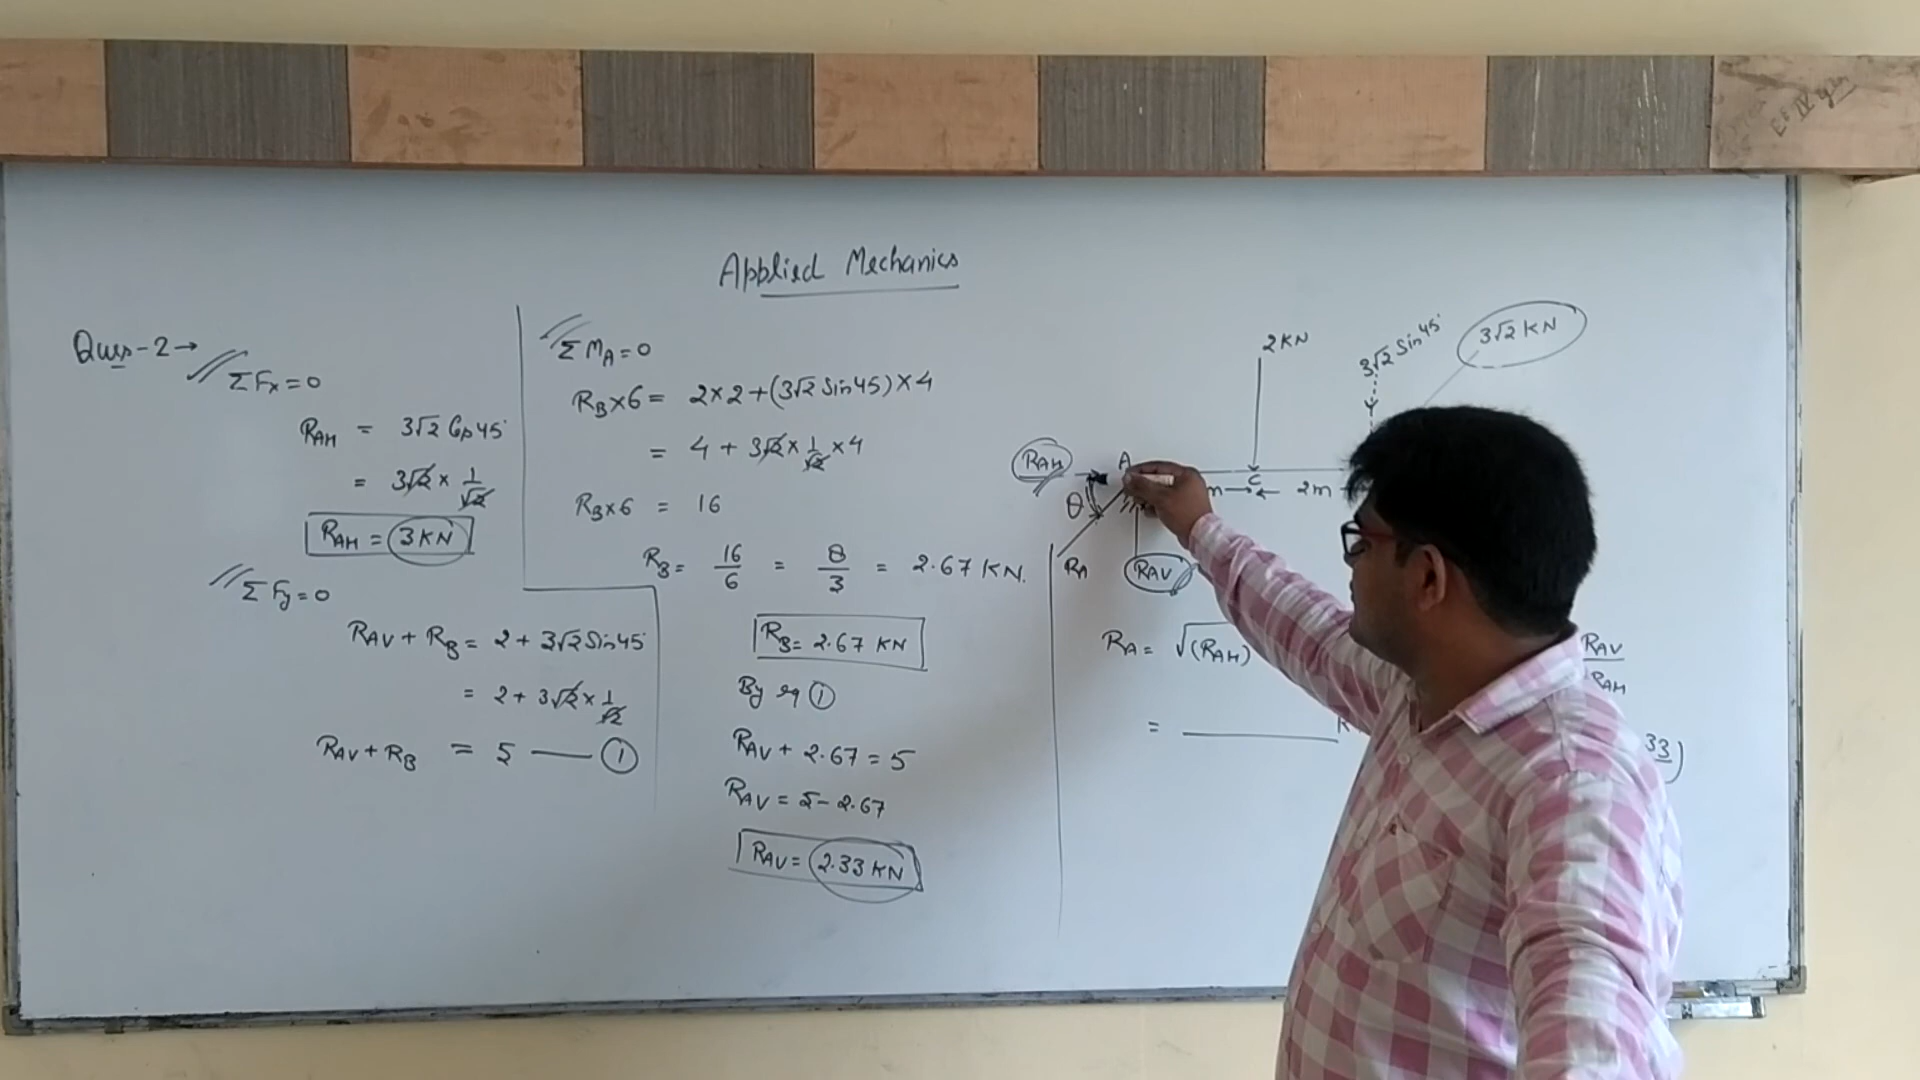 Applied Mechanics
Ques-2→
ΣFx=0
RAH = 3√2 Cos45°
= 3√2 × 1/√2
RAH = 3KN
ΣFy=0
RAV + RB = 2 + 3√2 Sin45°
= 2 + 3√2 × 1/√2
RAV + RB = 5 —— ①
ΣMA=0
RB×6 = 2×2+(3√2 Sin45)×4
= 4 + 3√2 × 1/√2 ×4
RB×6 = 16
RB= 16/6 = 8/3 = 2.67 KN.
RB= 2.67 KN
By eq ①
RAV + 2.67 = 5
RAV = 5- 2.67
RAV = 2.33 KN
2KN
3√2 Sin45°
3√2 KN
RAH
A
C
m
2m
θ
RA
RAV
RA = √(RAH)
=
RAV/RAH
33)